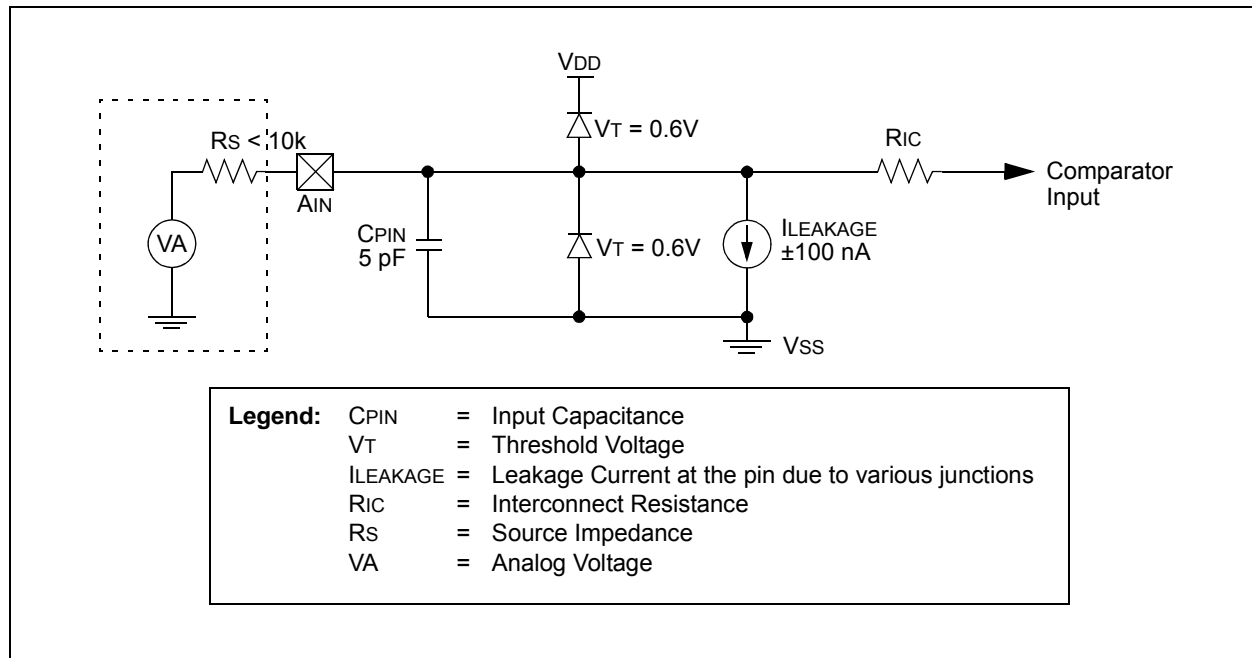 VDD
VT = 0.6V
RS < 10k
RIC
AIN
Comparator
Input
VA
CPIN
5 pF
VT = 0.6V
ILEAKAGE
±100 nA
VSS
Legend: CPIN = Input Capacitance
VT = Threshold Voltage
ILEAKAGE = Leakage Current at the pin due to various junctions
RIC = Interconnect Resistance
RS = Source Impedance
VA = Analog Voltage